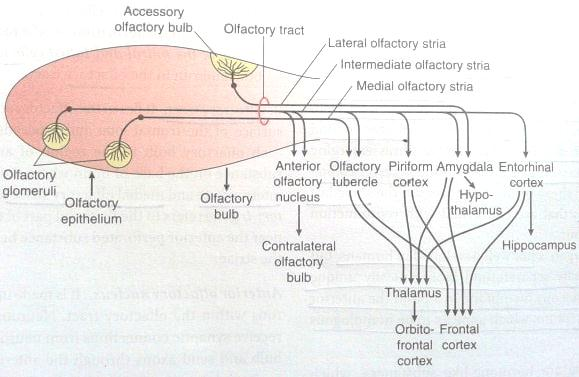 Accessory
olfactory bulb
Olfactory tract
Lateral olfactory stria
Intermediate olfactory stria
Medial olfactory stria
Olfactory
glomeruli
Olfactory
epithelium
Olfactory
bulb
Anterior
olfactory
nucleus
Olfactory
tubercle
Piriform
cortex
Amygdala
Entorhinal
cortex
Hypo-
thalamus
Contralateral
olfactory
bulb
Hippocampus
Thalamus
Orbito-
frontal
cortex
Frontal
cortex